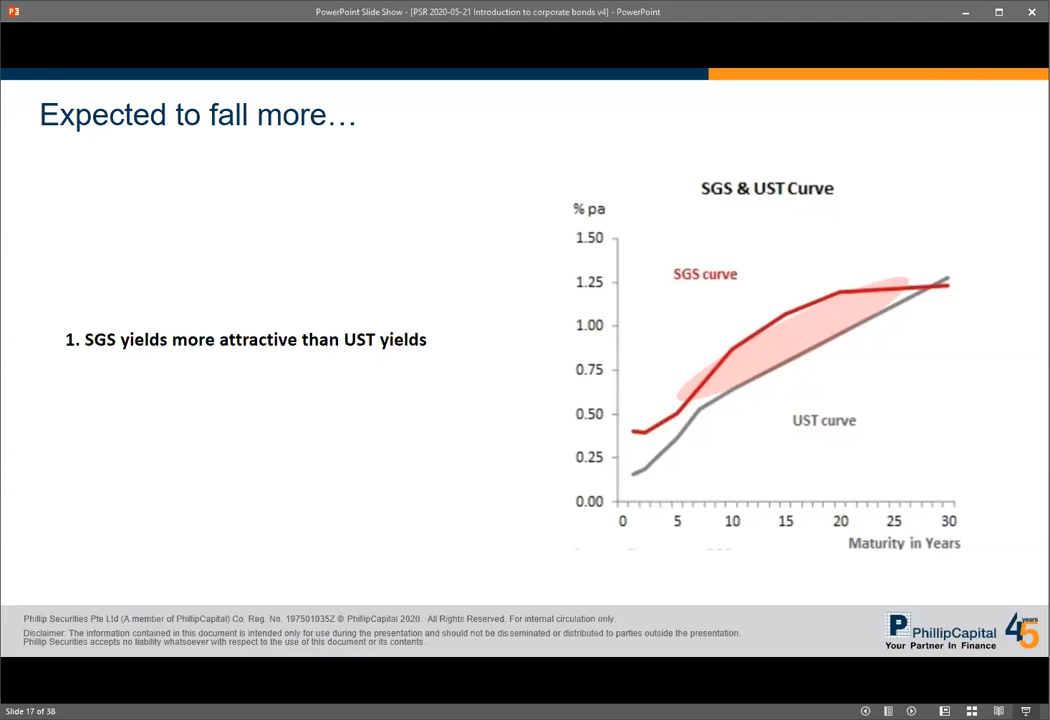 PowerPoint Slide Show - [PSR 2020-05-21 Introduction to corporate bonds v4] - PowerPoint
Expected to fall more…
1. SGS yields more attractive than UST yields
SGS & UST Curve
% pa
1.50
1.25
1.00
0.75
0.50
0.25
0.00
SGS curve
UST curve
0 5 10 15 20 25 30
Maturity in Years
Phillip Securities Pte Ltd (A member of PhillipCapital) Co. Reg. No. 197501035Z © PhillipCapital 2020. All Rights Reserved. For internal circulation only.
Disclaimer: The information contained in this document is intended only for use during the presentation and should not be disseminated or distributed to parties outside the presentation.
Phillip Securities accepts no liability whatsoever with respect to the use of this document or its contents.
PhillipCapital
Your Partner In Finance
45 years
Slide 17 of 38